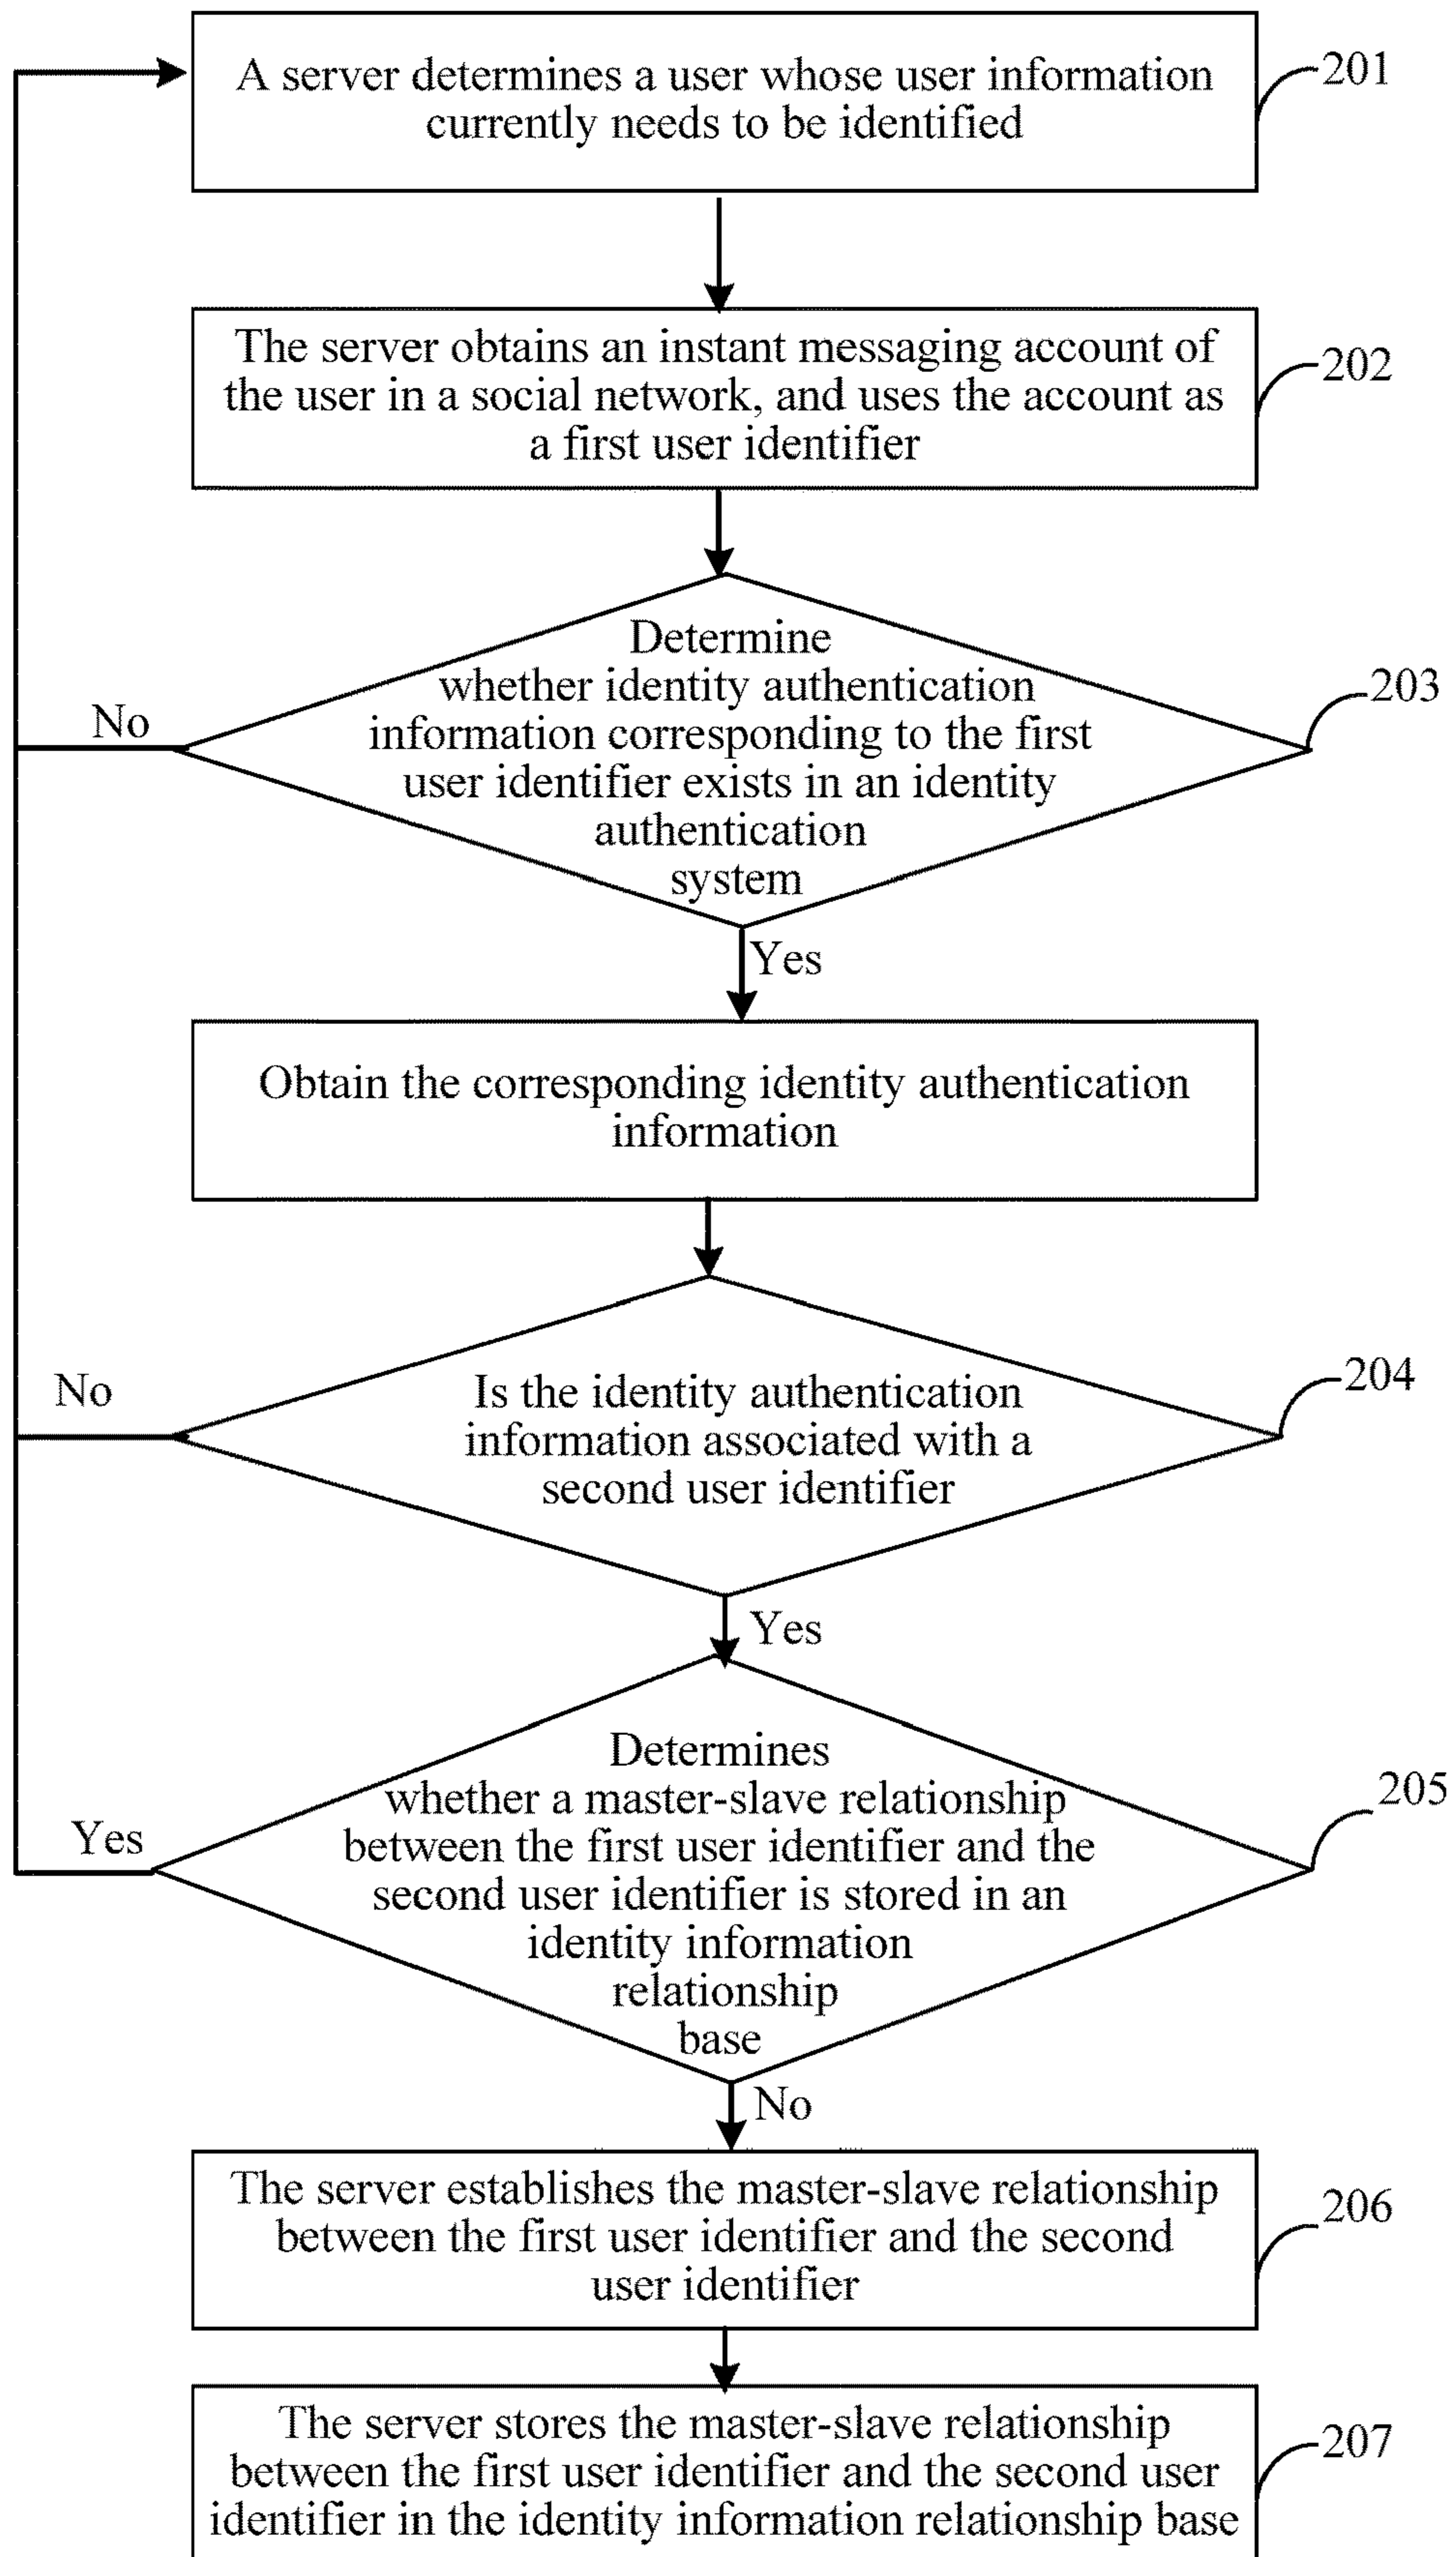 A server determines a user whose user information
currently needs to be identified
201
The server obtains an instant messaging account of
the user in a social network, and uses the account as
a first user identifier
202
Determine
whether identity authentication
information corresponding to the first
user identifier exists in an identity
authentication
system
203
No
Yes
Obtain the corresponding identity authentication
information
Is the identity authentication
information associated with a
second user identifier
204
No
Yes
Determines
whether a master-slave relationship
between the first user identifier and the
second user identifier is stored in an
identity information
relationship
base
205
Yes
No
The server establishes the master-slave relationship
between the first user identifier and the second
user identifier
206
The server stores the master-slave relationship
between the first user identifier and the second user
identifier in the identity information relationship base
207